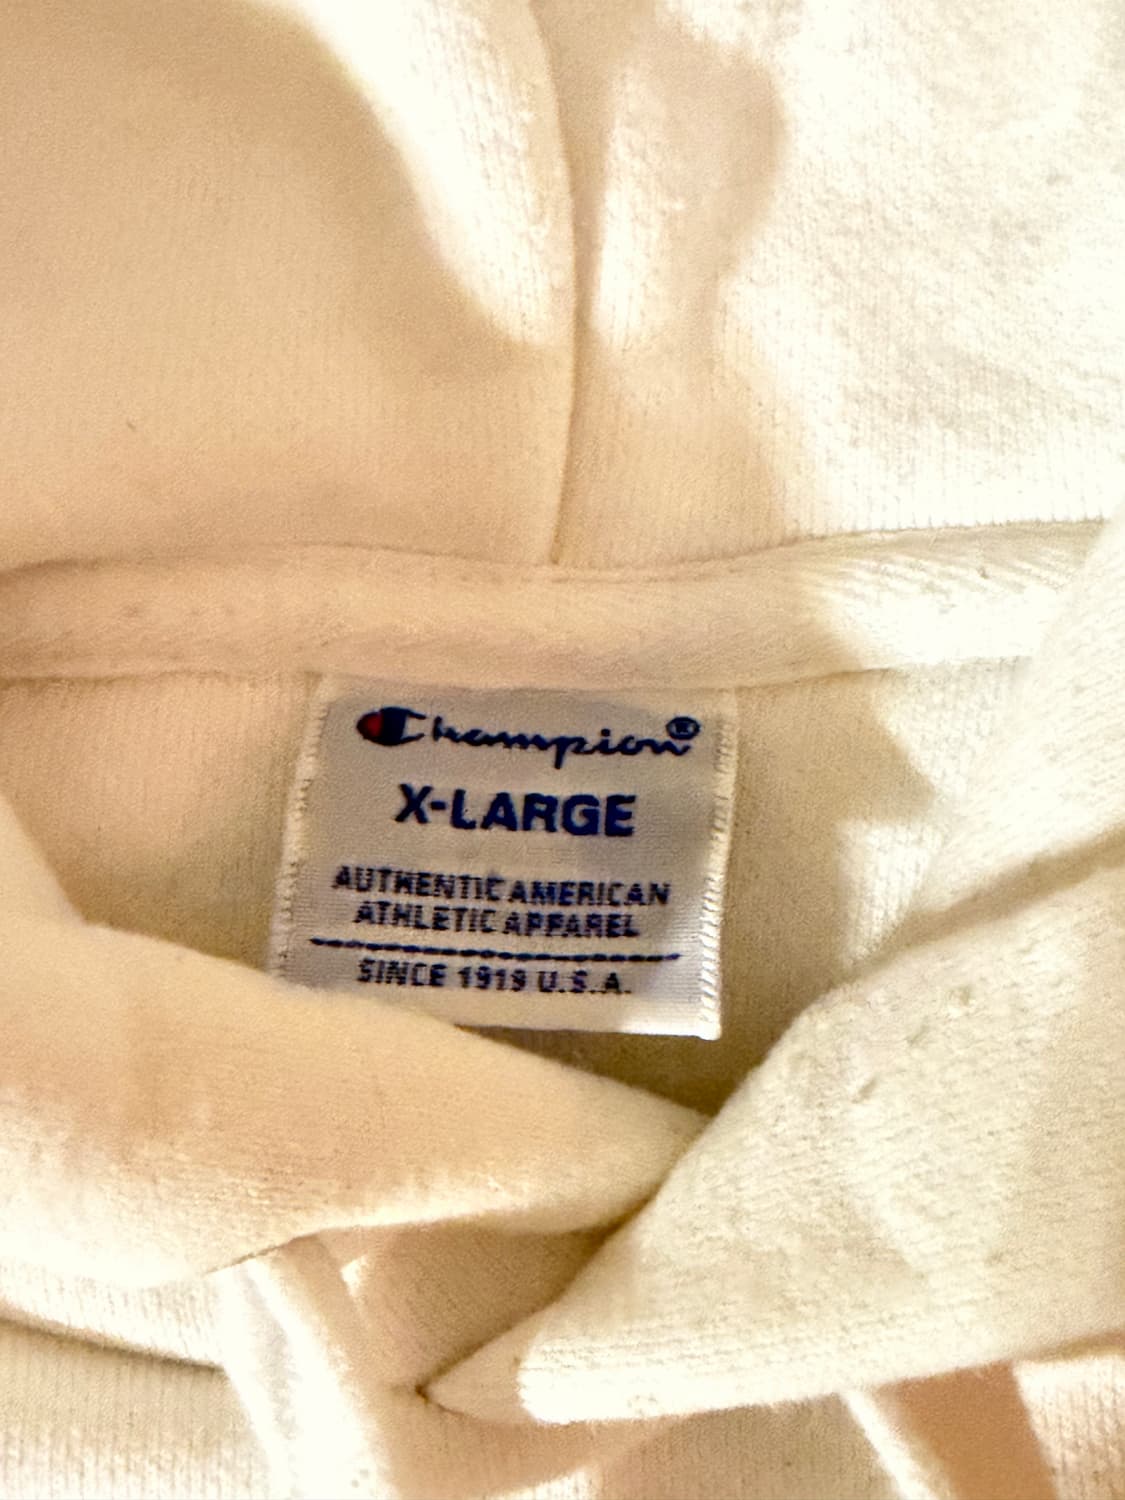 Champion®
X-LARGE
AUTHENTIC AMERICAN
ATHLETIC APPAREL
SINCE 1919 U.S.A.